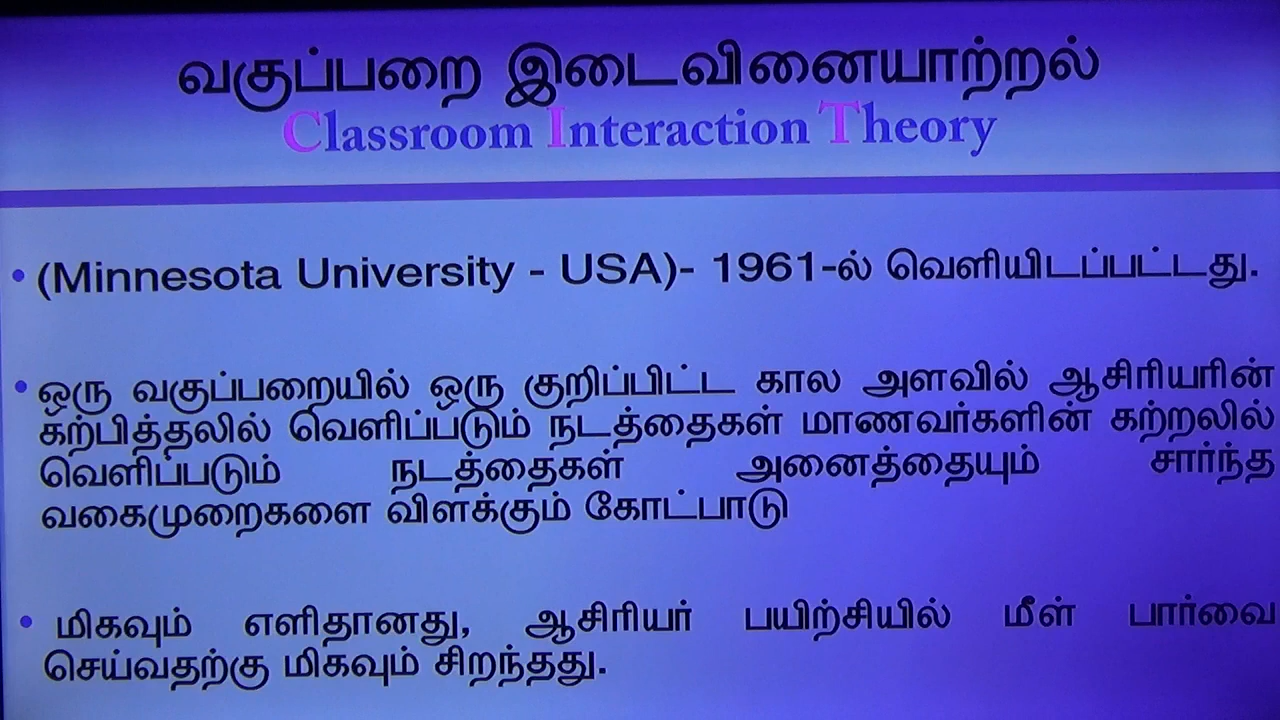 வகுப்பறை இடைவினையாற்றல்
Classroom Interaction Theory
• (Minnesota University - USA)- 1961-ல் வெளியிடப்பட்டது.
• ஒரு வகுப்பறையில் ஒரு குறிப்பிட்ட கால அளவில் ஆசிரியரின்
கற்பித்தலில் வெளிப்படும் நடத்தைகள் மாணவர்களின் கற்றலில்
வெளிப்படும் நடத்தைகள் அனைத்தையும் சார்ந்த
வகைமுறைகளை விளக்கும் கோட்பாடு
• மிகவும் எளிதானது, ஆசிரியர் பயிற்சியில் மீள் பார்வை
செய்வதற்கு மிகவும் சிறந்தது.